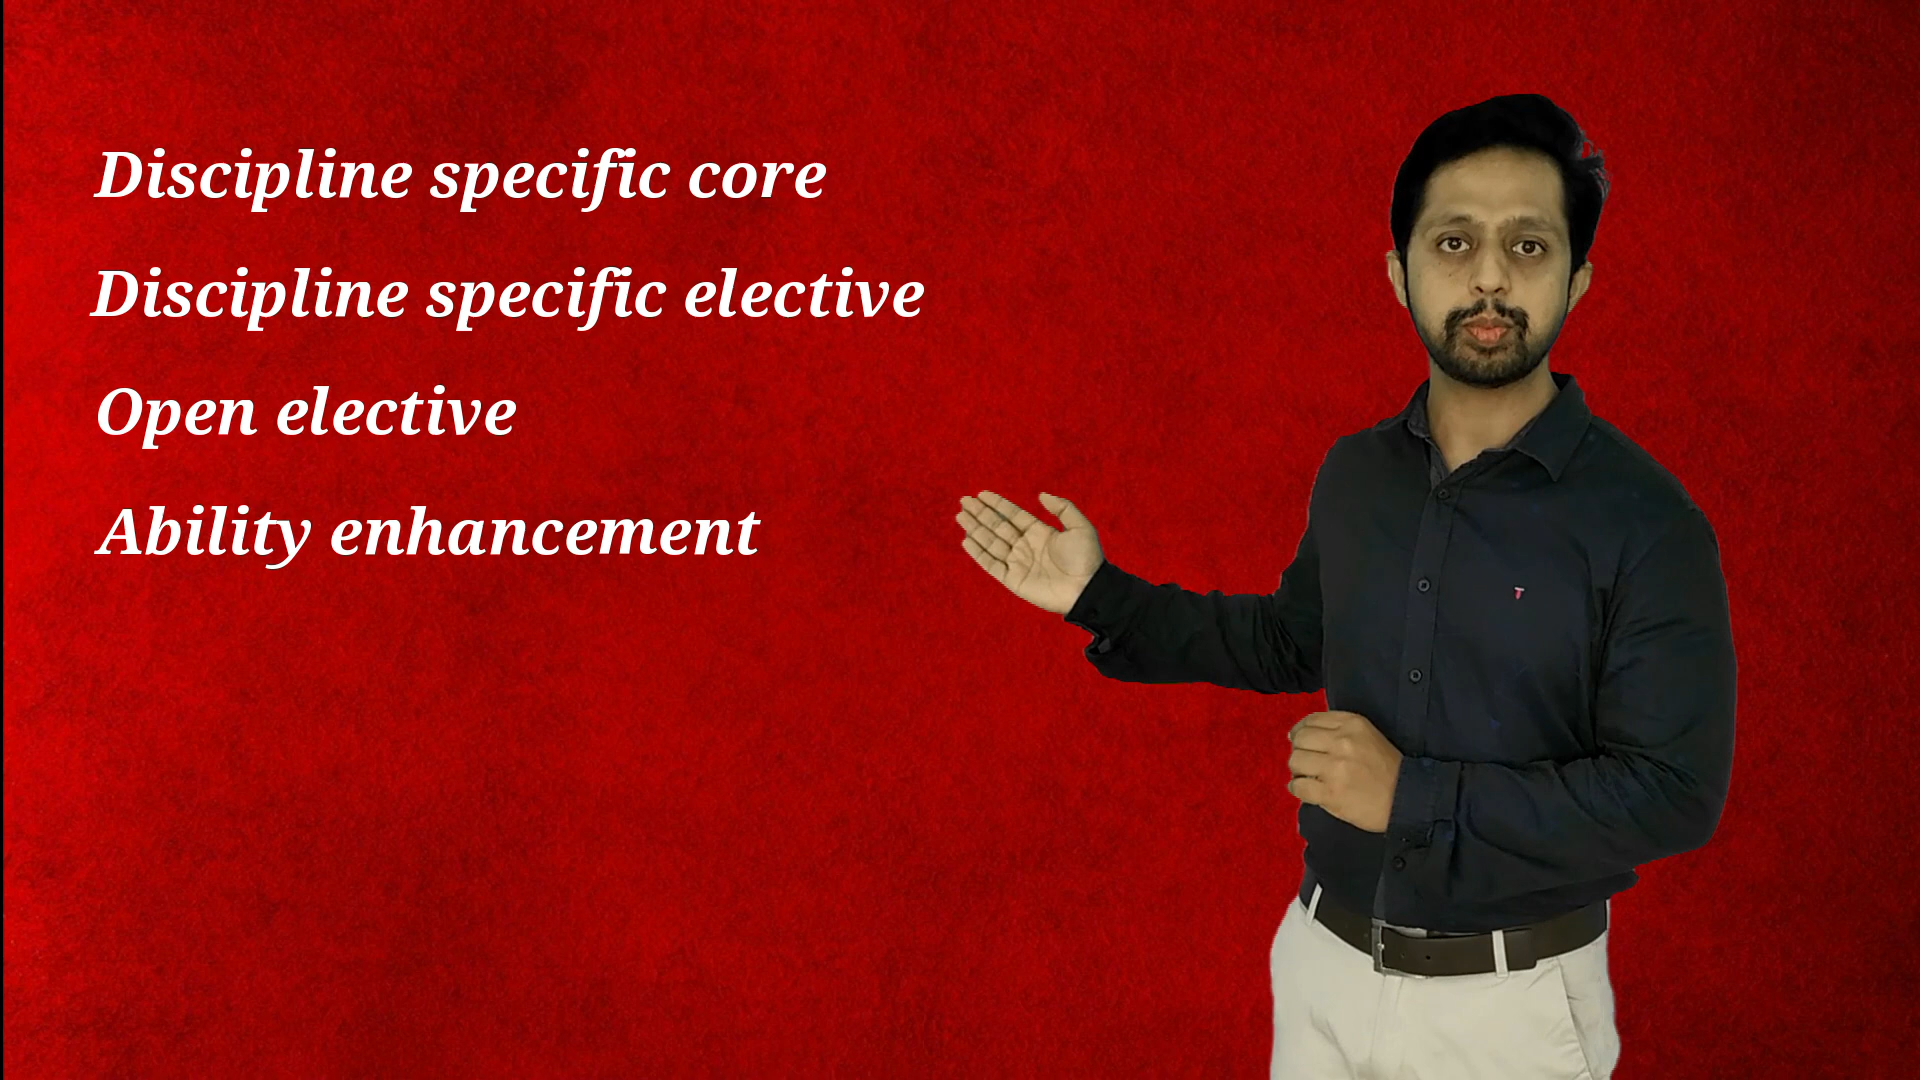 Discipline specific core
Discipline specific elective
Open elective
Ability enhancement